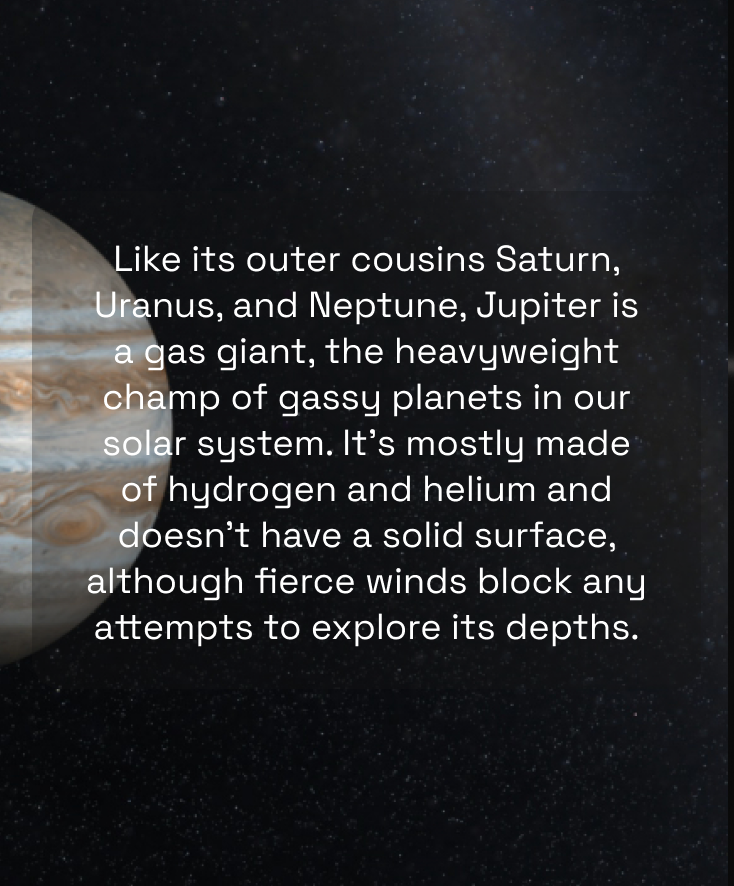 Like its outer cousins Saturn,
Uranus, and Neptune, Jupiter is
a gas giant, the heavyweight
champ of gassy planets in our
solar system. It’s mostly made
of hydrogen and helium and
doesn’t have a solid surface,
although fierce winds block any
attempts to explore its depths.